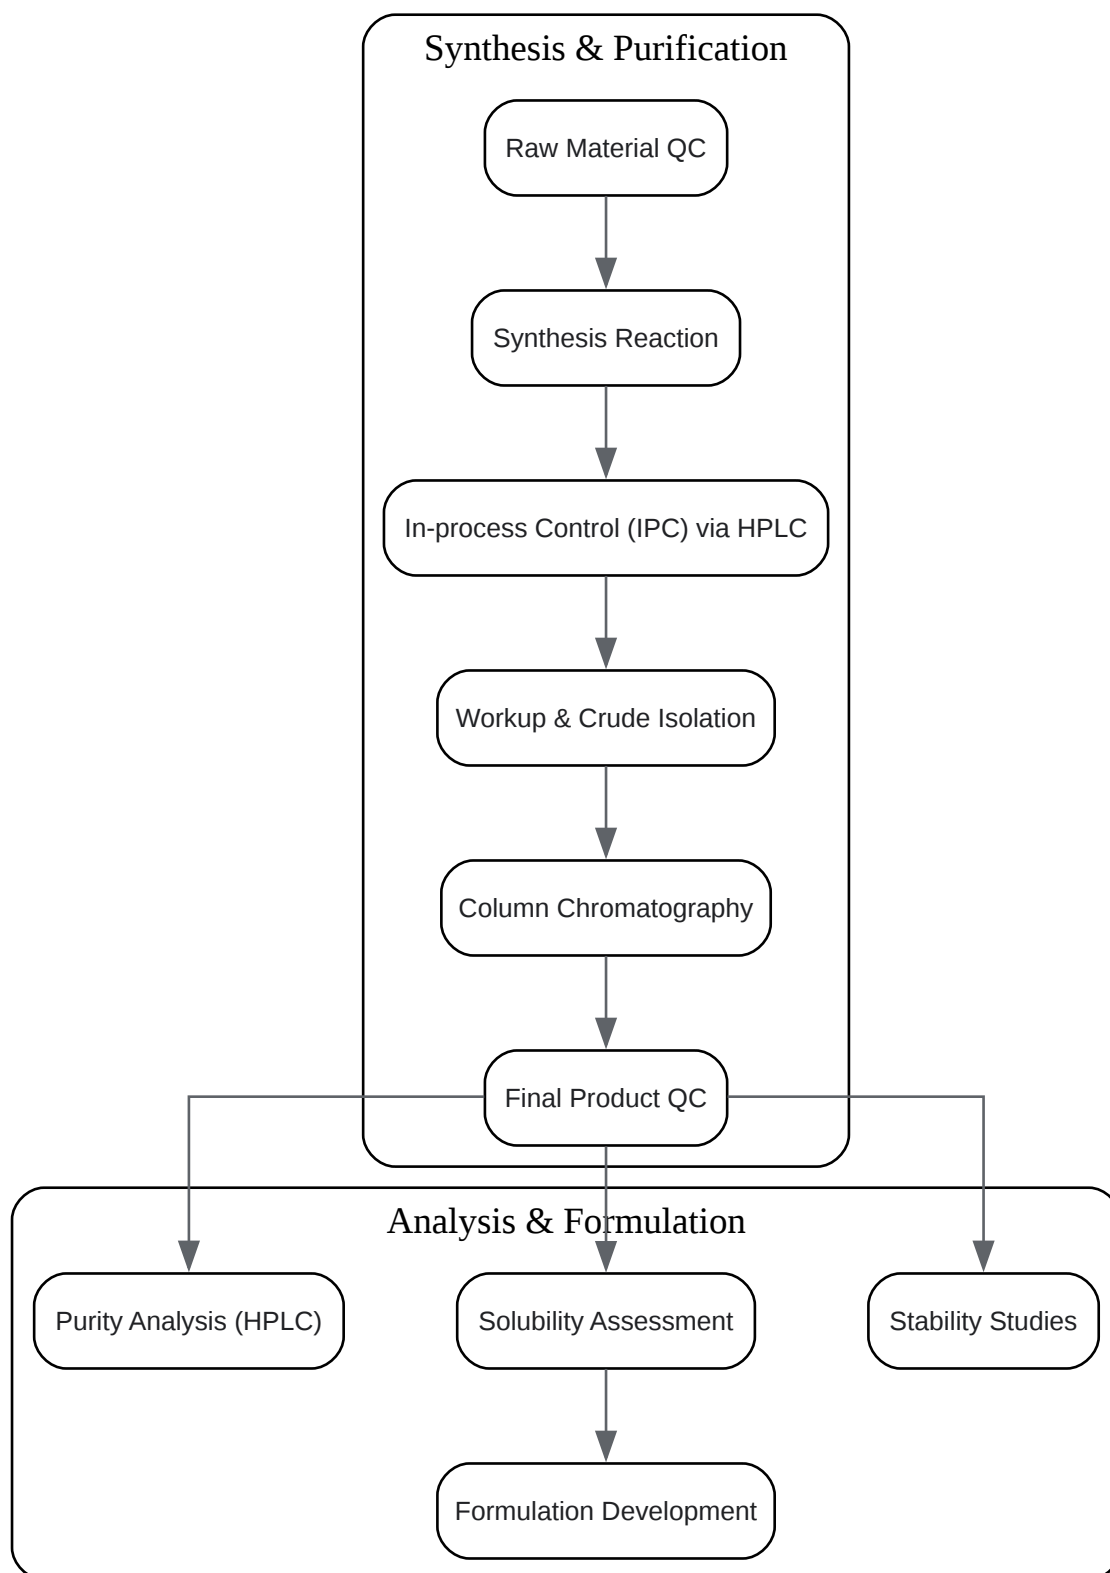 Synthesis & Purification
Raw Material QC
Synthesis Reaction
In-process Control (IPC) via HPLC
Workup & Crude Isolation
Column Chromatography
Final Product QC
Analysis & Formulation
Purity Analysis (HPLC)
Solubility Assessment
Stability Studies
Formulation Development